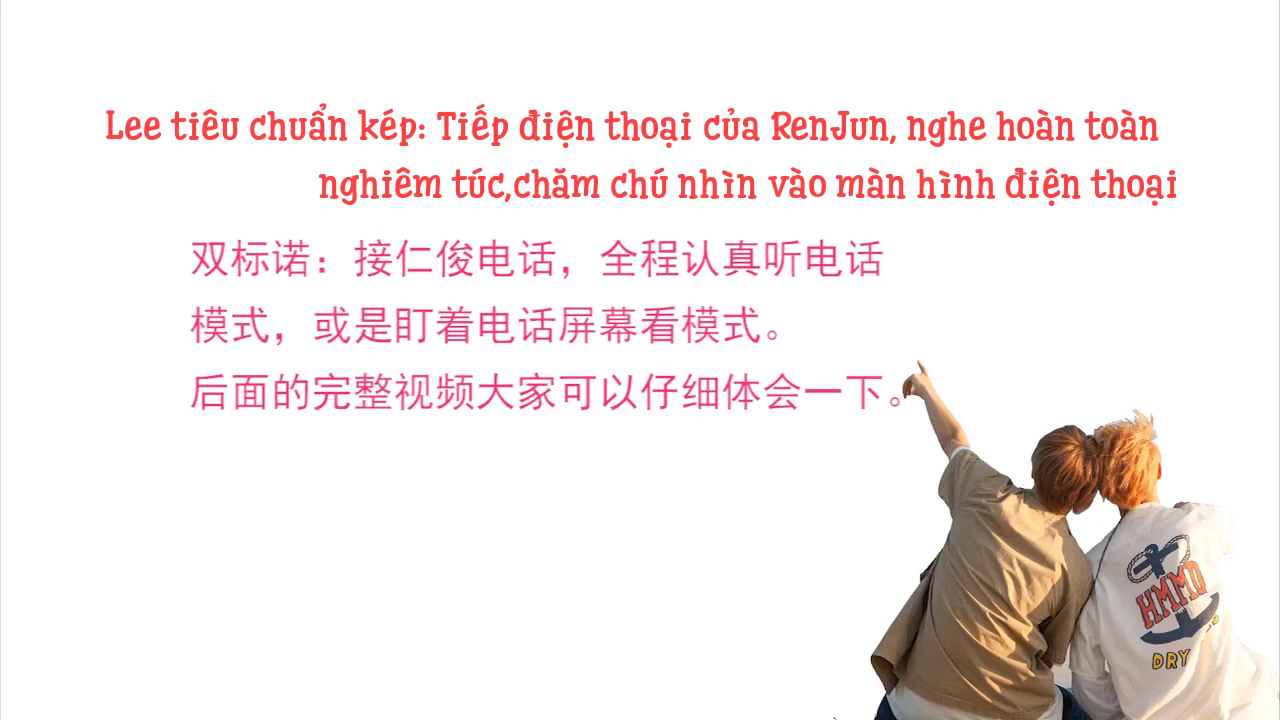 Lee tiêu chuẩn kép: Tiếp điện thoại của RenJun, nghe hoàn toàn
nghiêm túc,chăm chú nhìn vào màn hình điện thoại
双标诺：接仁俊电话，全程认真听电话
模式，或是盯着电话屏幕看模式。
后面的完整视频大家可以仔细体会一下。
HMMD
DRY